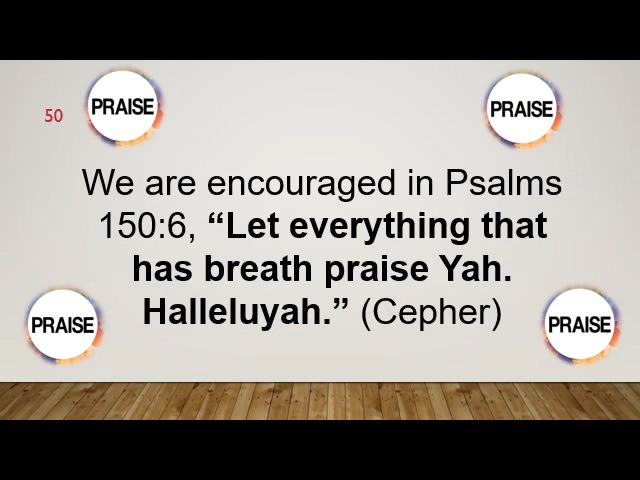 PRAISE
PRAISE
50
We are encouraged in Psalms
150:6, “Let everything that
has breath praise Yah.
Halleluyah.” (Cepher)
PRAISE
PRAISE